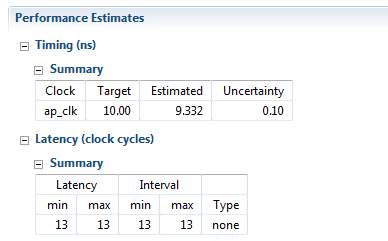 Performance Estimates
Timing (ns)
Summary
Clock Target Estimated Uncertainty
ap_clk 10.00 9.332 0.10
Latency (clock cycles)
Summary
Latency Interval
min max min max Type
13 13 13 13 none